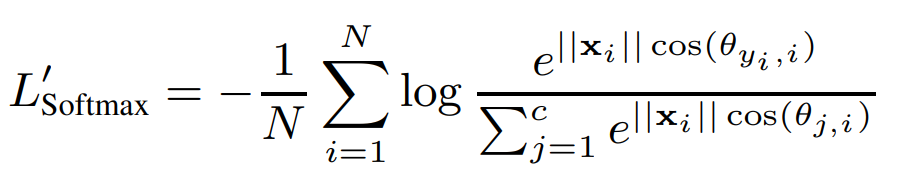 $L'_{\text{Softmax}} = -\frac{1}{N} \sum_{i=1}^{N} \log \frac{e^{||\mathbf{x}_i|| \cos(\theta_{y_i,i})}}{\sum_{j=1}^{c} e^{||\mathbf{x}_i|| \cos(\theta_{j,i})}}$